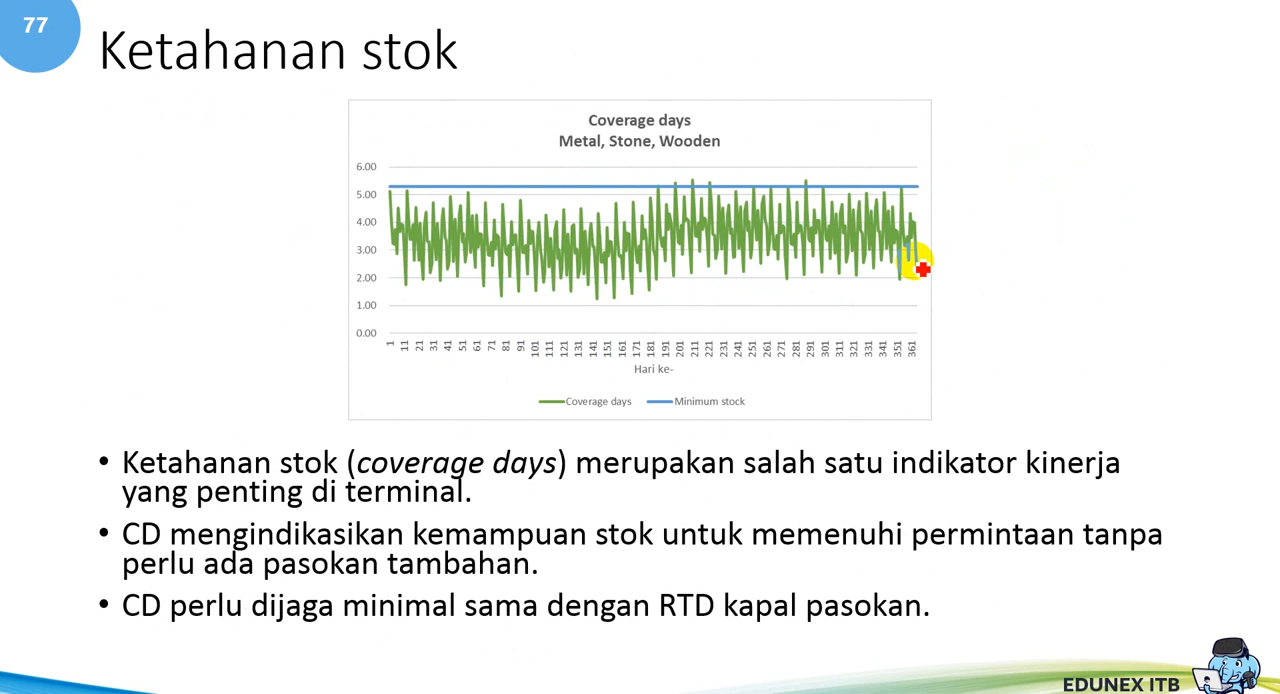 77
Ketahanan stok
Coverage days
Metal, Stone, Wooden
6.00
5.00
4.00
3.00
2.00
1.00
0.00
1 11 21 31 41 51 61 71 81 91 101 111 121 131 141 151 161 171 181 191 201 211 221 231 241 251 261 271 281 291 301 311 321 331 341 351 361
Hari ke-
Coverage days Minimum stock
• Ketahanan stok (coverage days) merupakan salah satu indikator kinerja
yang penting di terminal.
• CD mengindikasikan kemampuan stok untuk memenuhi permintaan tanpa
perlu ada pasokan tambahan.
• CD perlu dijaga minimal sama dengan RTD kapal pasokan.
EDUNEX ITB